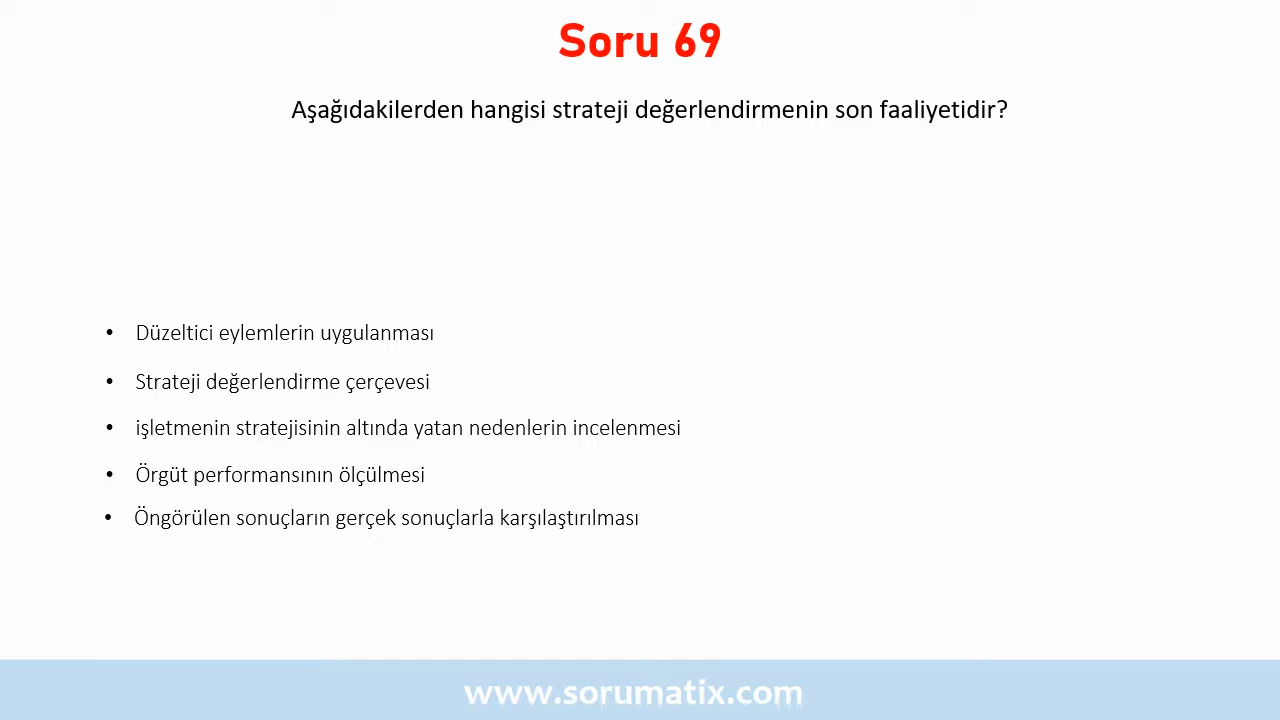 Soru 69
Aşağıdakilerden hangisi strateji değerlendirmenin son faaliyetidir?
• Düzeltici eylemlerin uygulanması
• Strateji değerlendirme çerçevesi
• işletmenin stratejisinin altında yatan nedenlerin incelenmesi
• Örgüt performansının ölçülmesi
• Öngörülen sonuçların gerçek sonuçlarla karşılaştırılması
www.sorumatix.com